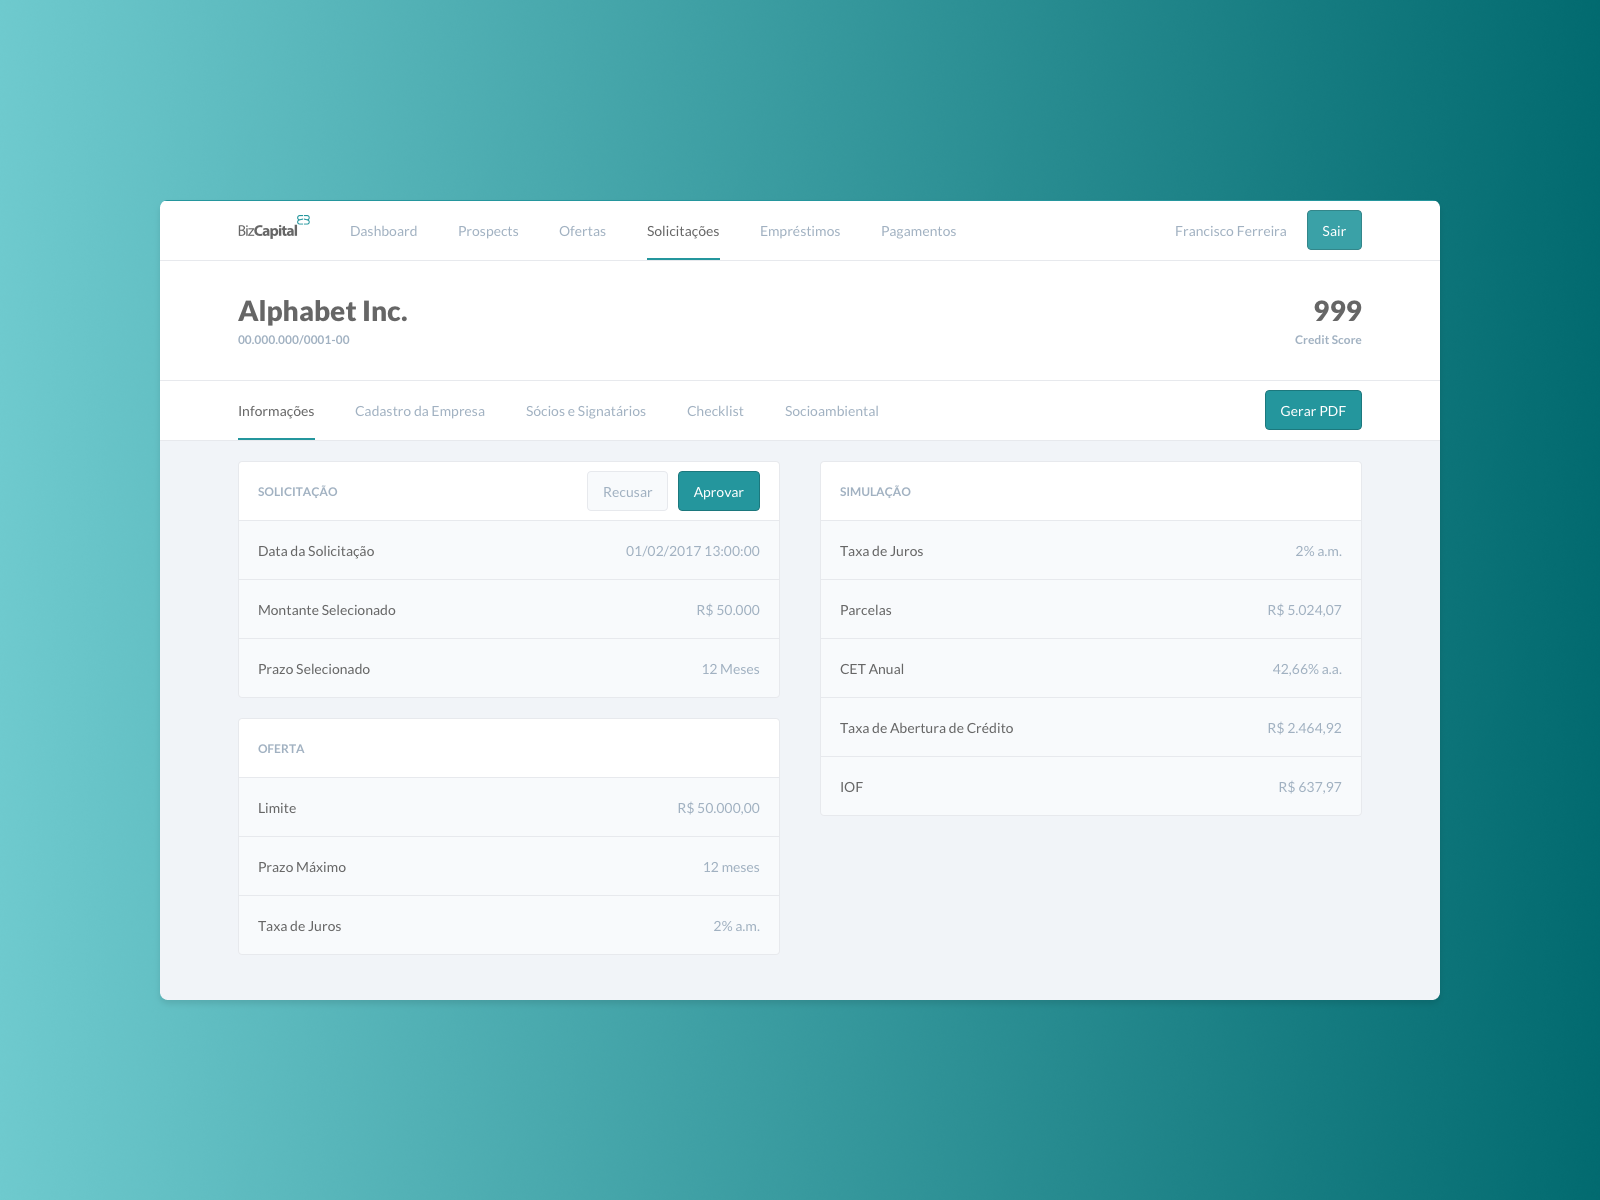 BizCapital Dashboard Prospects Ofertas Solicitações Empréstimos Pagamentos Francisco Ferreira Sair
Alphabet Inc.
00.000.000/0001-00
999
Credit Score
Informações Cadastro da Empresa Sócios e Signatários Checklist Socioambiental Gerar PDF
SOLICITAÇÃO Recusar Aprovar
Data da Solicitação 01/02/2017 13:00:00
Montante Selecionado R$ 50.000
Prazo Selecionado 12 Meses
OFERTA
Limite R$ 50.000,00
Prazo Máximo 12 meses
Taxa de Juros 2% a.m.
SIMULAÇÃO
Taxa de Juros 2% a.m.
Parcelas R$ 5.024,07
CET Anual 42,66% a.a.
Taxa de Abertura de Crédito R$ 2.464,92
IOF R$ 637,97